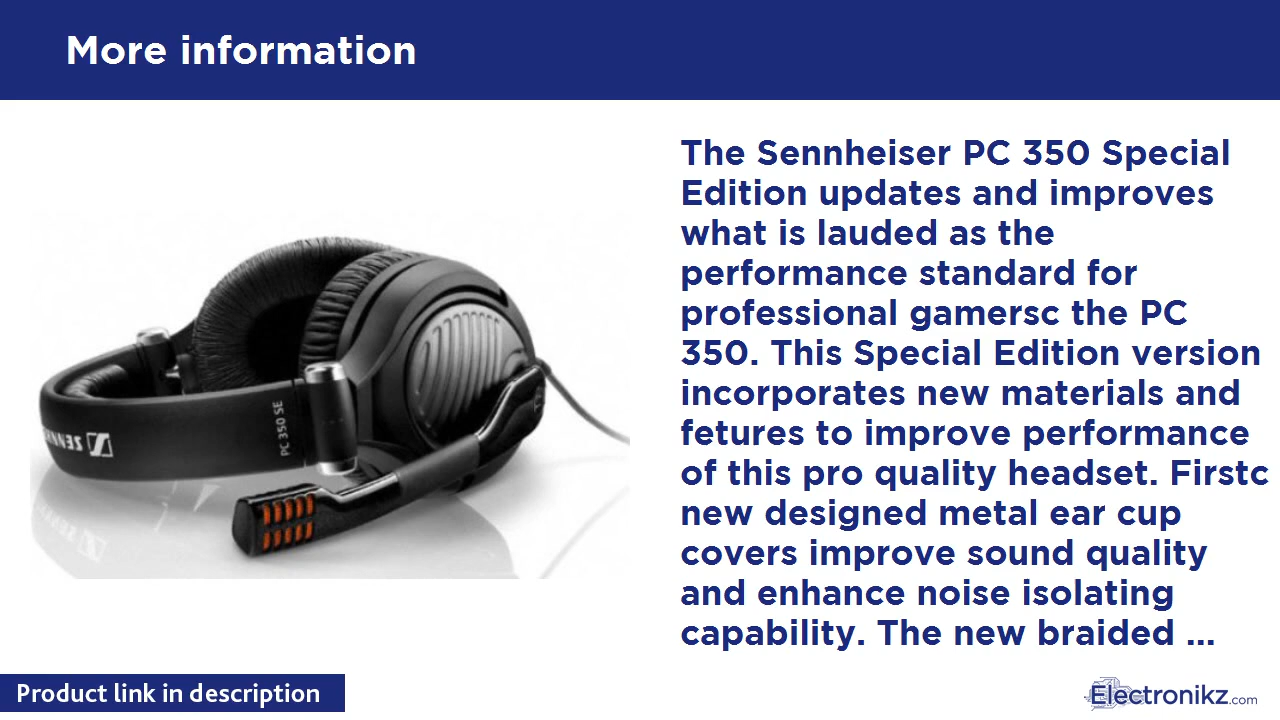 More information
The Sennheiser PC 350 Special
Edition updates and improves
what is lauded as the
performance standard for
professional gamersc the PC
350. This Special Edition version
incorporates new materials and
fetures to improve performance
of this pro quality headset. Firstc
new designed metal ear cup
covers improve sound quality
and enhance noise isolating
capability. The new braided ...
PC 350 SE
Product link in description
Electronikz.com